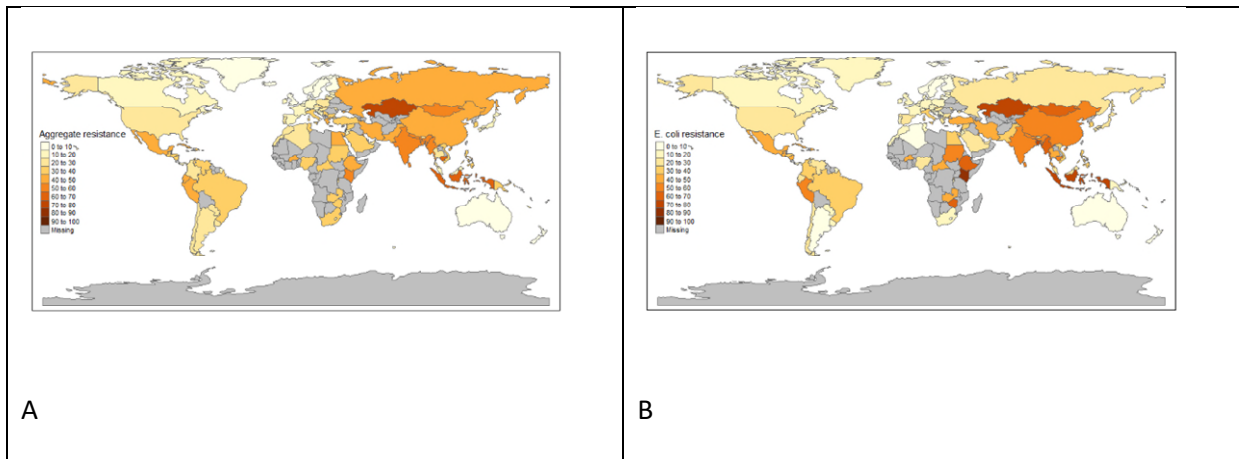 Aggregate resistance
0 to 10
10 to 20
20 to 30
30 to 40
40 to 50
50 to 60
60 to 70
70 to 80
80 to 90
90 to 100
Missing
A
E. coli resistance
0 to 10
10 to 20
20 to 30
30 to 40
40 to 50
50 to 60
60 to 70
70 to 80
80 to 90
90 to 100
Missing
B